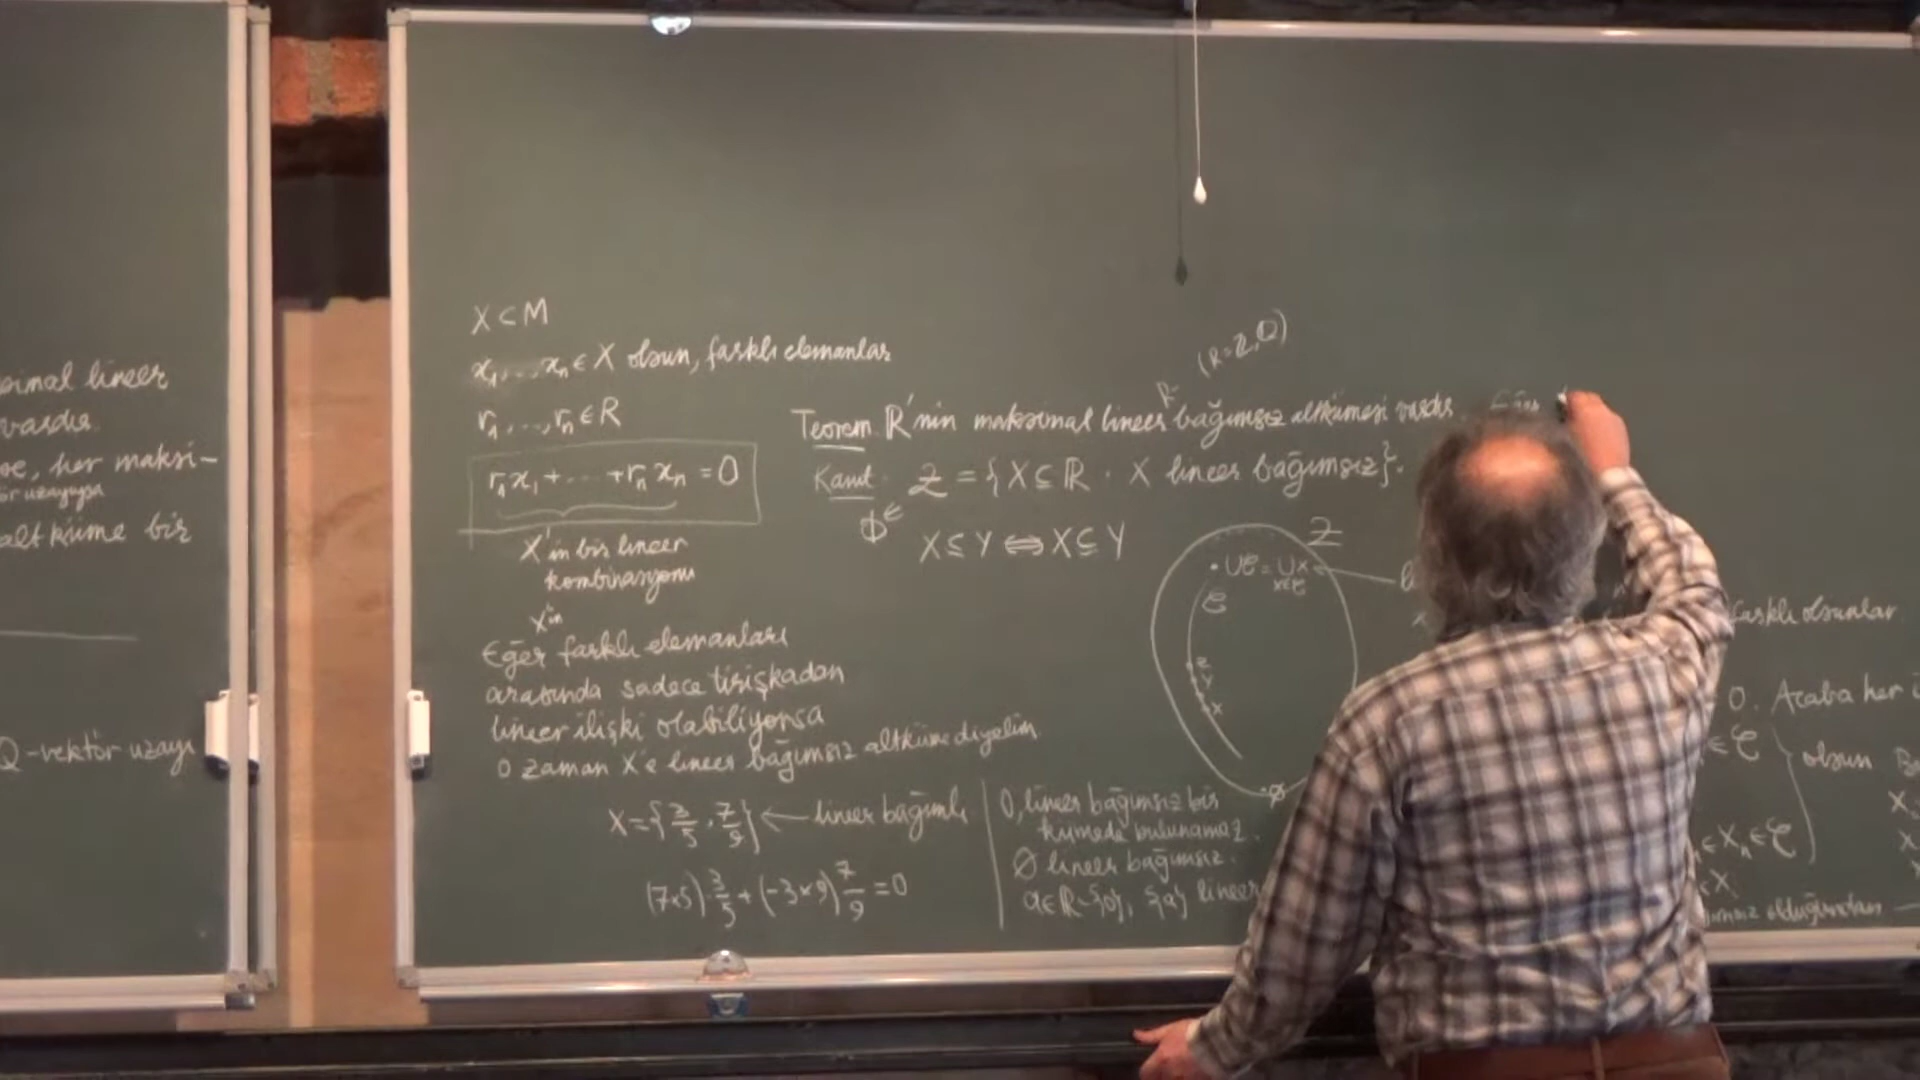 lineer
vardır.
her maksi-
altküme bir
Q-vektör uzayı
X ⊂ M
x₁, ..., xₙ ∈ X olsun, farklı elemanlar
r₁, ..., rₙ ∈ R
r₁x₁ + ... + rₙxₙ = 0
X'in bir lineer
kombinasyonu
X'in
Eğer farklı elemanları
arasında sadece
lineer ilişki olabiliyorsa
o zaman X'e lineer bağımsız altküme diyelim.
X = {3/5, 7/9} ← lineer bağımlı
(7×5) 3/5 + (-3×9) 7/9 = 0
0, lineer bağımsız bir
kümede bulunamaz.
∅ lineer bağımsız.
a ∈ ℝ-{0}, {a} lineer
(R=ℤ,ℚ)
R-
Teorem. ℝ'nin maksimal lineer bağımsız altkümesi vardır. Eğer
Kanıt. Z = {X ⊆ ℝ : X lineer bağımsız}.
∅ ∈
X ≤ Y ⇔ X ⊆ Y
Z
∪C = ∪ X
X∈C
C
Z
Y
X
∅
farklı olsunlar
0. Acaba her
∈ C
olsun
∈ Xₙ ∈ C
olduğundan